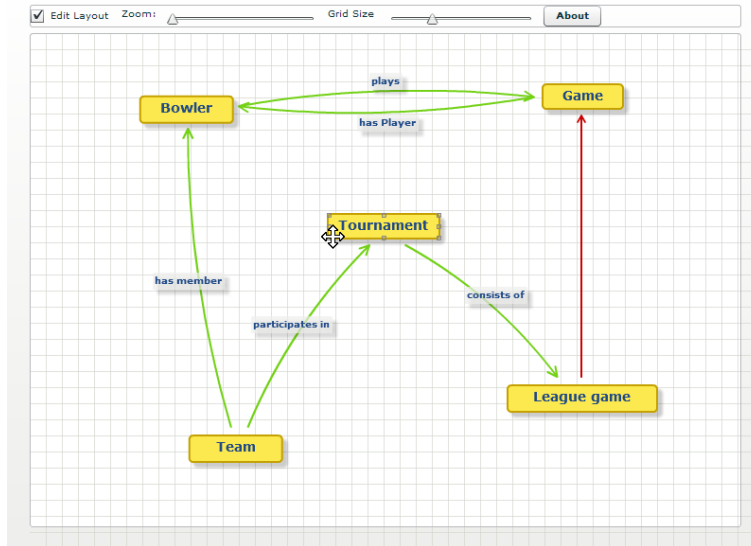 Edit Layout Zoom: Grid Size About
plays
Bowler
Game
has Player
Tournament
has member
consists of
participates in
League game
Team